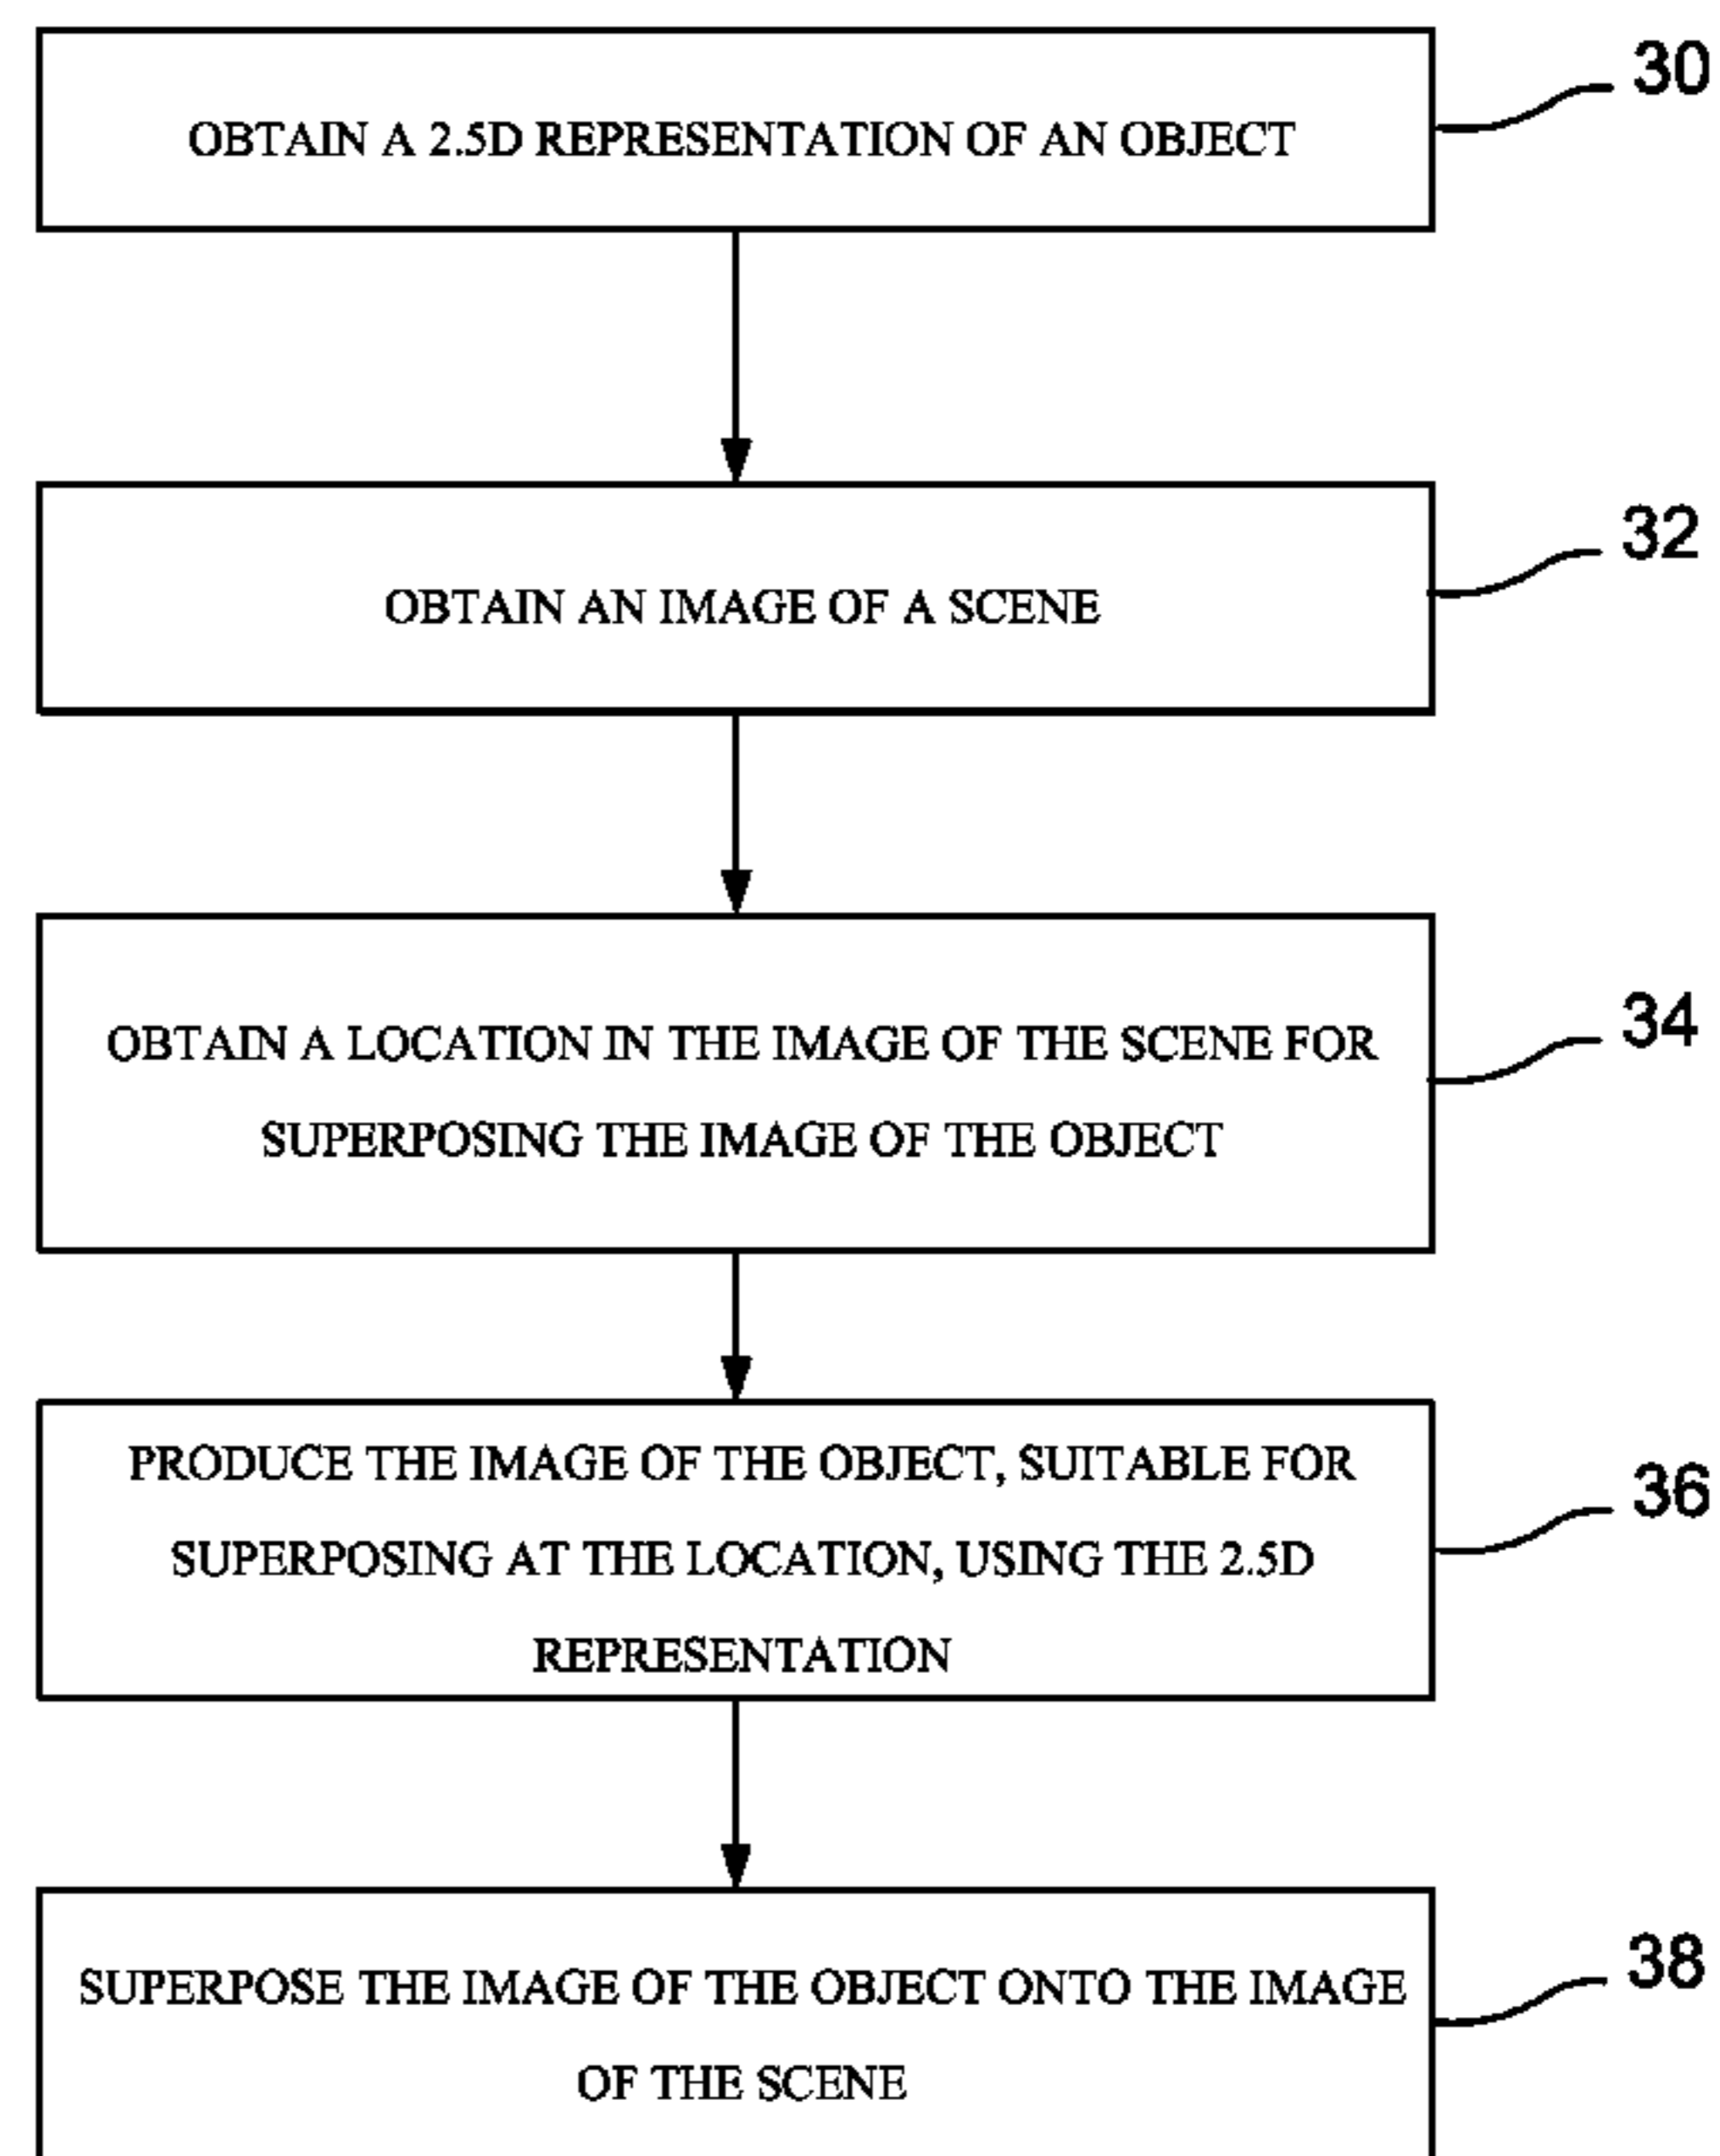 OBTAIN A 2.5D REPRESENTATION OF AN OBJECT
30
OBTAIN AN IMAGE OF A SCENE
32
OBTAIN A LOCATION IN THE IMAGE OF THE SCENE FOR
SUPERPOSING THE IMAGE OF THE OBJECT
34
PRODUCE THE IMAGE OF THE OBJECT, SUITABLE FOR
SUPERPOSING AT THE LOCATION, USING THE 2.5D
REPRESENTATION
36
SUPERPOSE THE IMAGE OF THE OBJECT ONTO THE IMAGE
OF THE SCENE
38